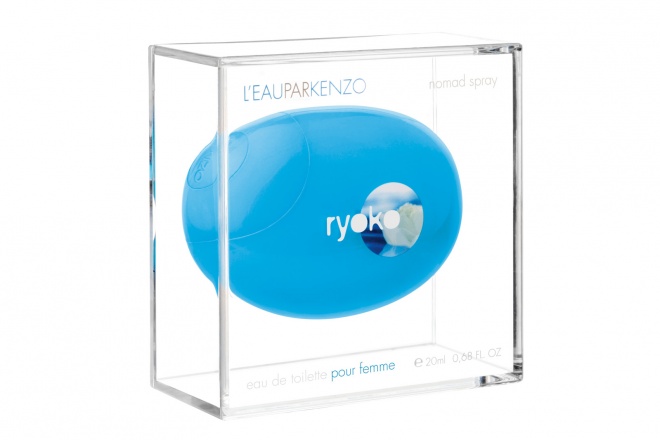 L'EAUPARKENZO
nomad spray
ryoko
eau de toilette pour femme
℮ 20ml 0.68 FL. OZ